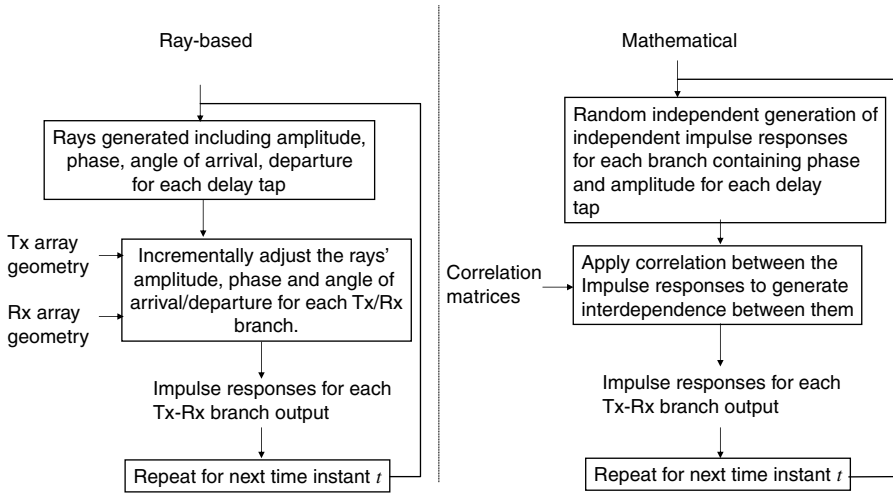 Ray-based
Rays generated including amplitude,
phase, angle of arrival, departure
for each delay tap
Tx array
geometry
Rx array
geometry
Incrementally adjust the rays'
amplitude, phase and angle of
arrival/departure for each Tx/Rx
branch.
Impulse responses for each
Tx-Rx branch output
Repeat for next time instant t
Mathematical
Random independent generation of
independent impulse responses
for each branch containing phase
and amplitude for each delay
tap
Correlation
matrices
Apply correlation between the
Impulse responses to generate
interdependence between them
Impulse responses for each
Tx-Rx branch output
Repeat for next time instant t